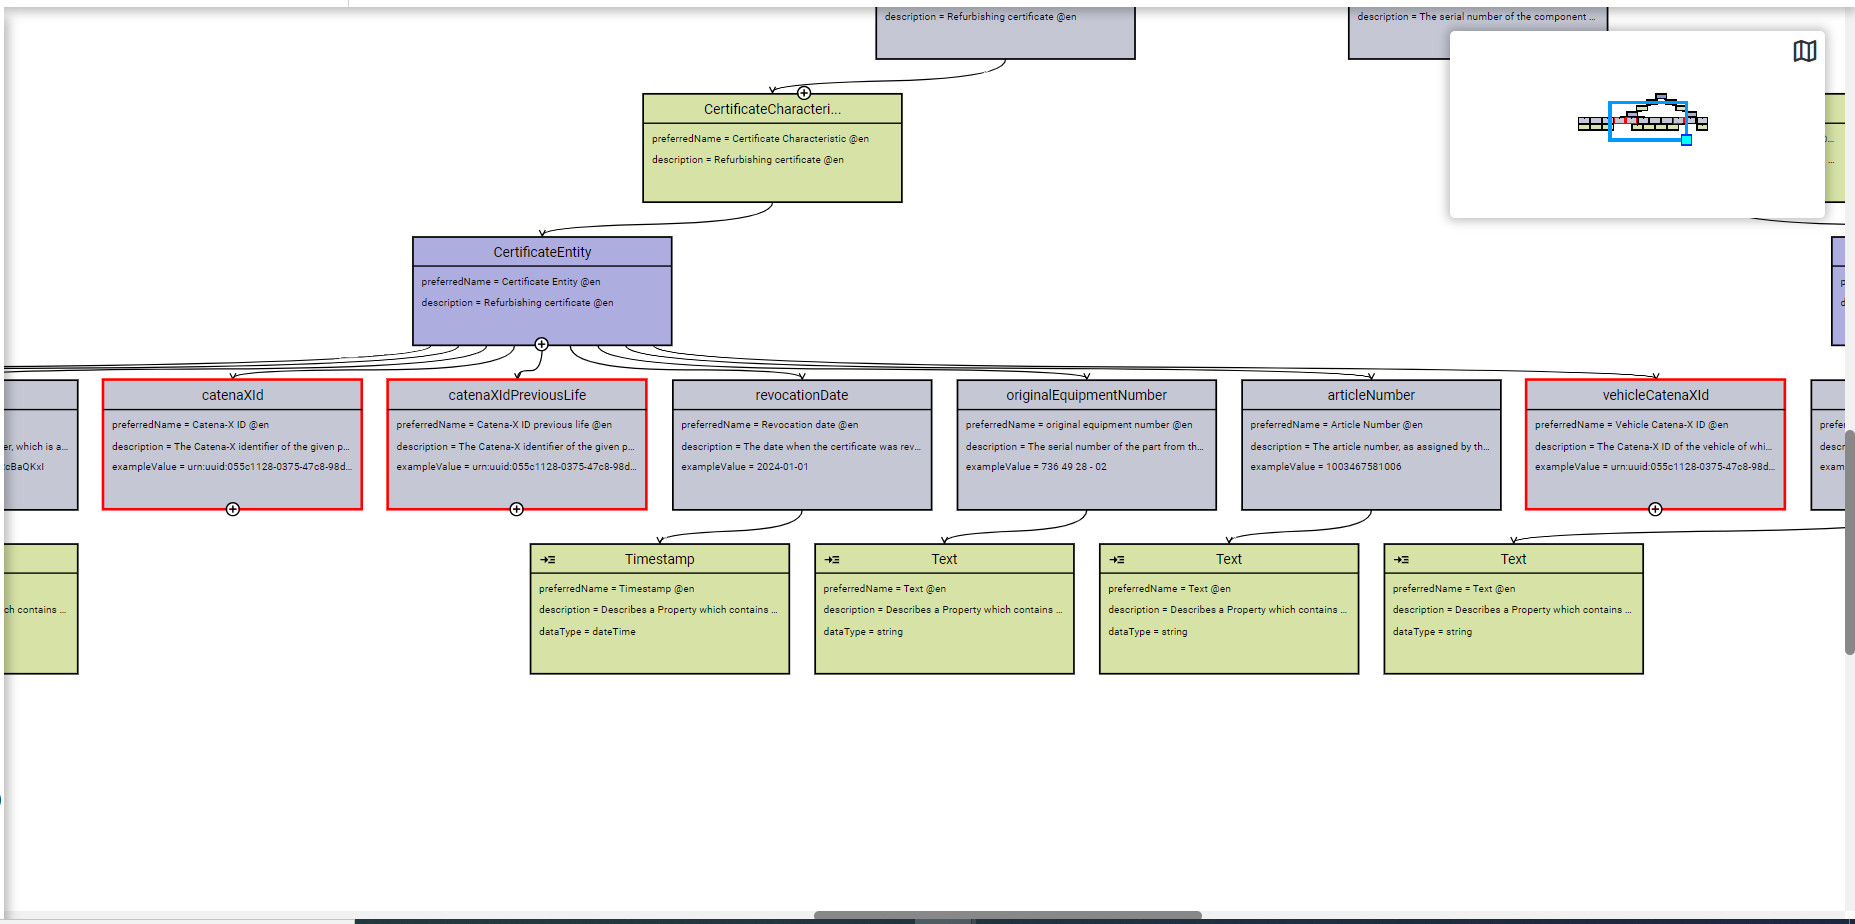 description = Refurbishing certificate @en
description = The serial number of the component ...
CertificateCharacteri...
preferredName = Certificate Characteristic @en
description = Refurbishing certificate @en
CertificateEntity
preferredName = Certificate Entity @en
description = Refurbishing certificate @en
er, which is a...
cBaQKxI
catenaXId
preferredName = Catena-X ID @en
description = The Catena-X identifier of the given p...
exampleValue = urn:uuid:055c1128-0375-47c8-98d...
catenaXIdPreviousLife
preferredName = Catena-X ID previous life @en
description = The Catena-X identifier of the given p...
exampleValue = urn:uuid:055c1128-0375-47c8-98d...
revocationDate
preferredName = Revocation date @en
description = The date when the certificate was rev...
exampleValue = 2024-01-01
originalEquipmentNumber
preferredName = original equipment number @en
description = The serial number of the part from th...
exampleValue = 736 49 28 - 02
articleNumber
preferredName = Article Number @en
description = The article number, as assigned by th...
exampleValue = 1003467581006
vehicleCatenaXId
preferredName = Vehicle Catena-X ID @en
description = The Catena-X ID of the vehicle of whi...
exampleValue = urn:uuid:055c1128-0375-47c8-98d...
prefer
descr
exam
ch contains ...
Timestamp
preferredName = Timestamp @en
description = Describes a Property which contains ...
dataType = dateTime
Text
preferredName = Text @en
description = Describes a Property which contains ...
dataType = string
Text
preferredName = Text @en
description = Describes a Property which contains ...
dataType = string
Text
preferredName = Text @en
description = Describes a Property which contains ...
dataType = string